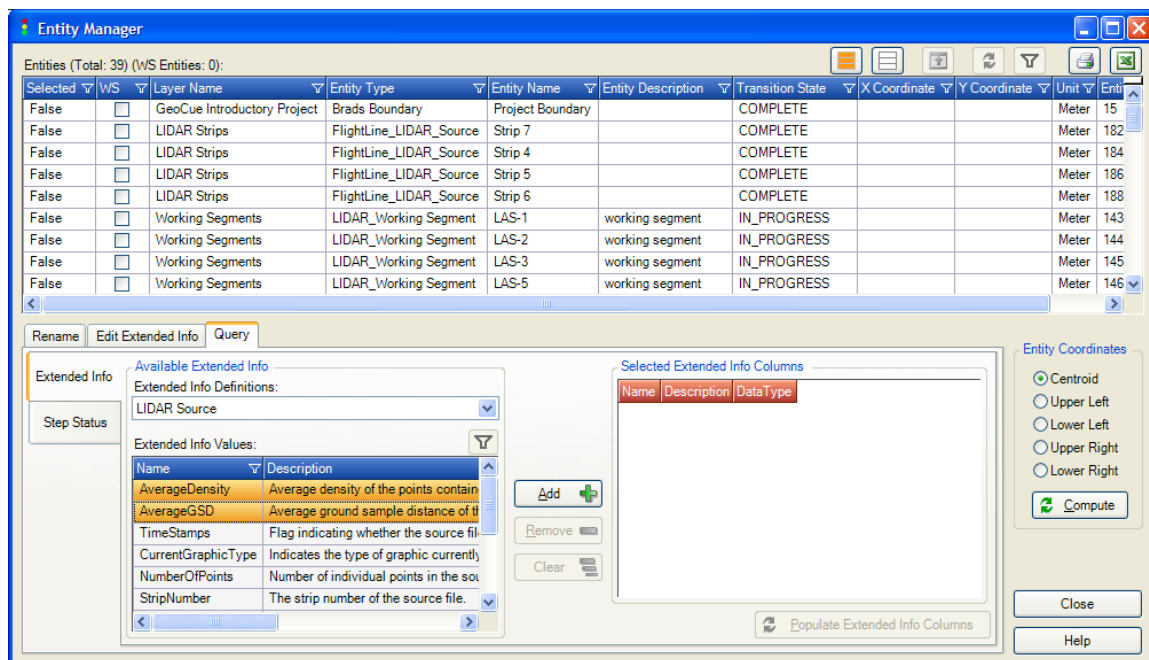 Entity Manager
Entities (Total: 39) (WS Entities: 0):
Selected WS Layer Name Entity Type Entity Name Entity Description Transition State X Coordinate Y Coordinate Unit Enti
False GeoCue Introductory Project Brads Boundary Project Boundary COMPLETE Meter 15
False LIDAR Strips FlightLine_LIDAR_Source Strip 7 COMPLETE Meter 182
False LIDAR Strips FlightLine_LIDAR_Source Strip 4 COMPLETE Meter 184
False LIDAR Strips FlightLine_LIDAR_Source Strip 5 COMPLETE Meter 186
False LIDAR Strips FlightLine_LIDAR_Source Strip 6 COMPLETE Meter 188
False Working Segments LIDAR_Working Segment LAS-1 working segment IN_PROGRESS Meter 143
False Working Segments LIDAR_Working Segment LAS-2 working segment IN_PROGRESS Meter 144
False Working Segments LIDAR_Working Segment LAS-3 working segment IN_PROGRESS Meter 145
False Working Segments LIDAR_Working Segment LAS-5 working segment IN_PROGRESS Meter 146
Rename Edit Extended Info Query
Extended Info
Step Status
Available Extended Info
Extended Info Definitions:
LIDAR Source
Extended Info Values:
Name Description
AverageDensity Average density of the points contain
AverageGSD Average ground sample distance of th
TimeStamps Flag indicating whether the source fil
CurrentGraphicType Indicates the type of graphic currently
NumberOfPoints Number of individual points in the sou
StripNumber The strip number of the source file.
Add
Remove
Clear
Selected Extended Info Columns
Name Description DataType
Populate Extended Info Columns
Entity Coordinates
Centroid
Upper Left
Lower Left
Upper Right
Lower Right
Compute
Close
Help